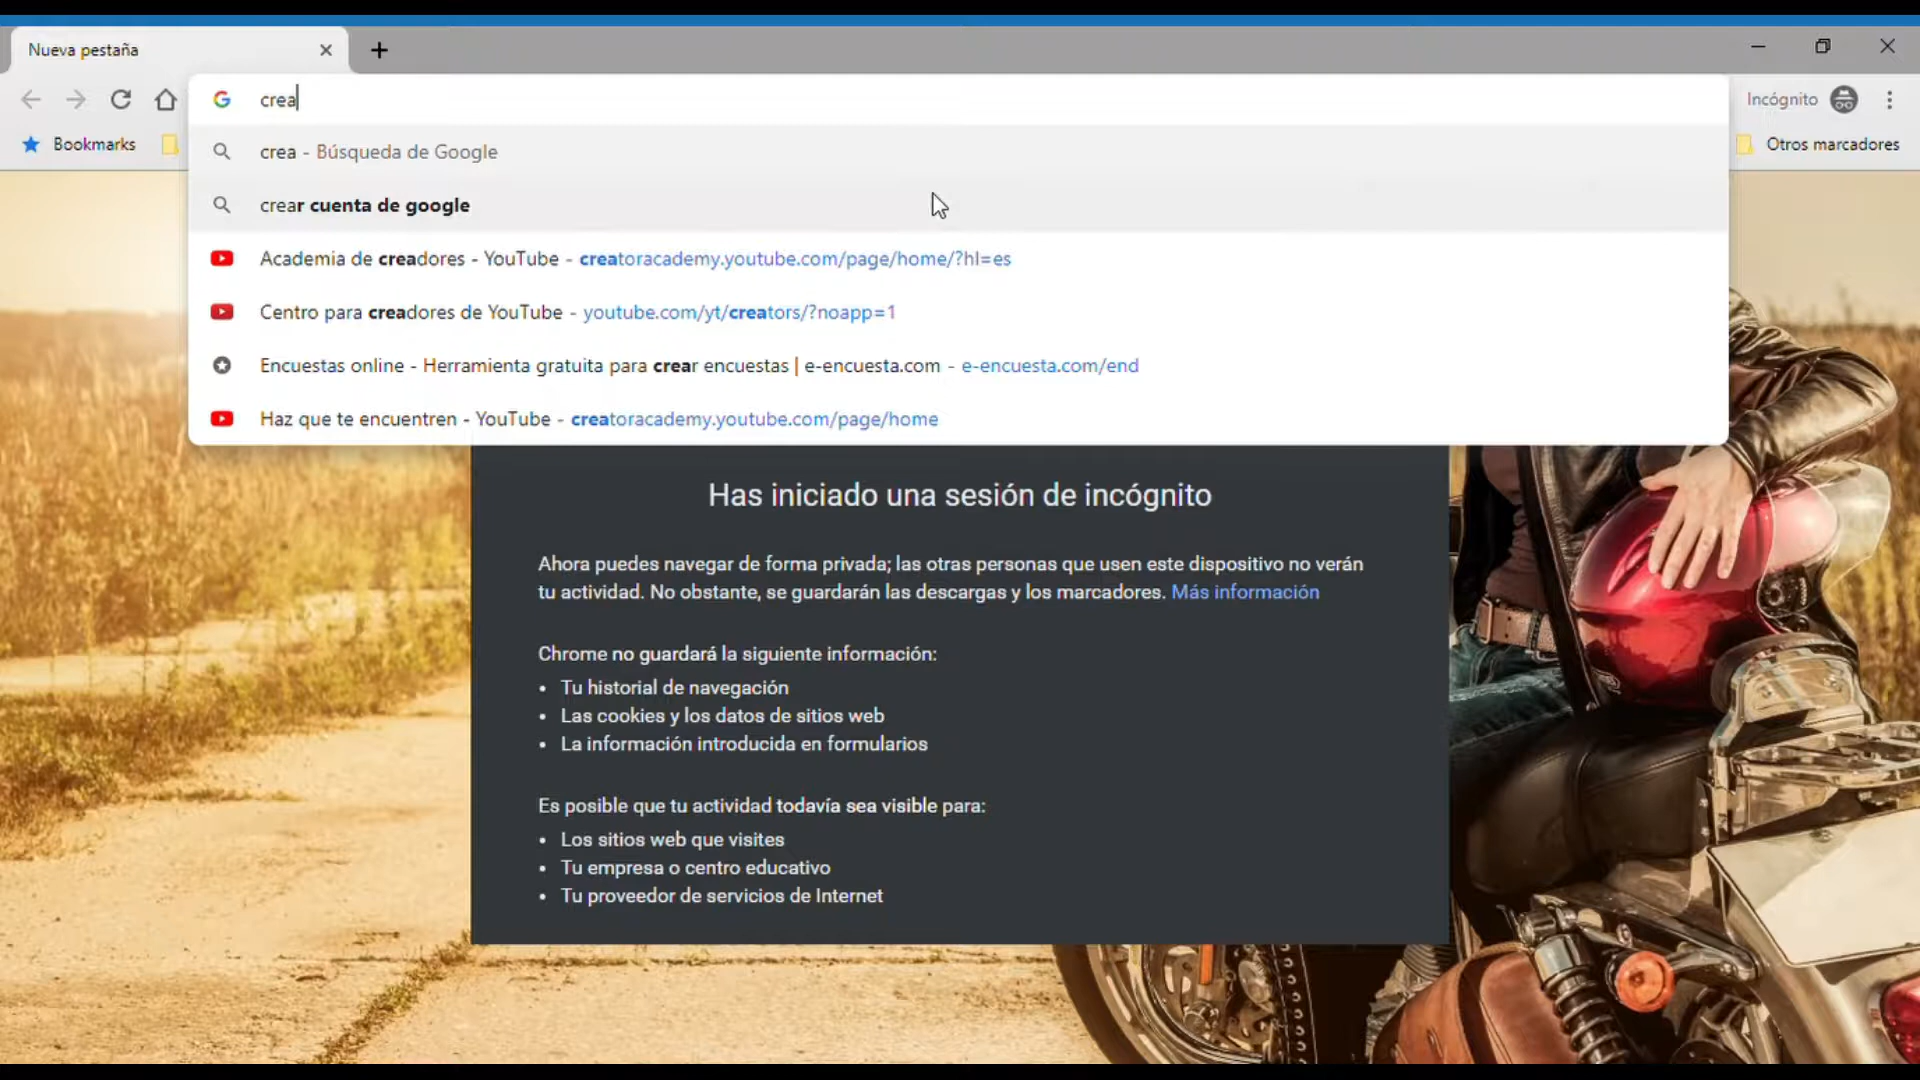 Nueva pestaña
crea
Incógnito
Bookmarks
Otros marcadores
crea - Búsqueda de Google
crear cuenta de google
Academia de creadores - YouTube - creatoracademy.youtube.com/page/home/?hl=es
Centro para creadores de YouTube - youtube.com/yt/creators/?noapp=1
Encuestas online - Herramienta gratuita para crear encuestas | e-encuesta.com - e-encuesta.com/end
Haz que te encuentren - YouTube - creatoracademy.youtube.com/page/home
Has iniciado una sesión de incógnito
Ahora puedes navegar de forma privada; las otras personas que usen este dispositivo no verán
tu actividad. No obstante, se guardarán las descargas y los marcadores. Más información
Chrome no guardará la siguiente información:
• Tu historial de navegación
• Las cookies y los datos de sitios web
• La información introducida en formularios
Es posible que tu actividad todavía sea visible para:
• Los sitios web que visites
• Tu empresa o centro educativo
• Tu proveedor de servicios de Internet